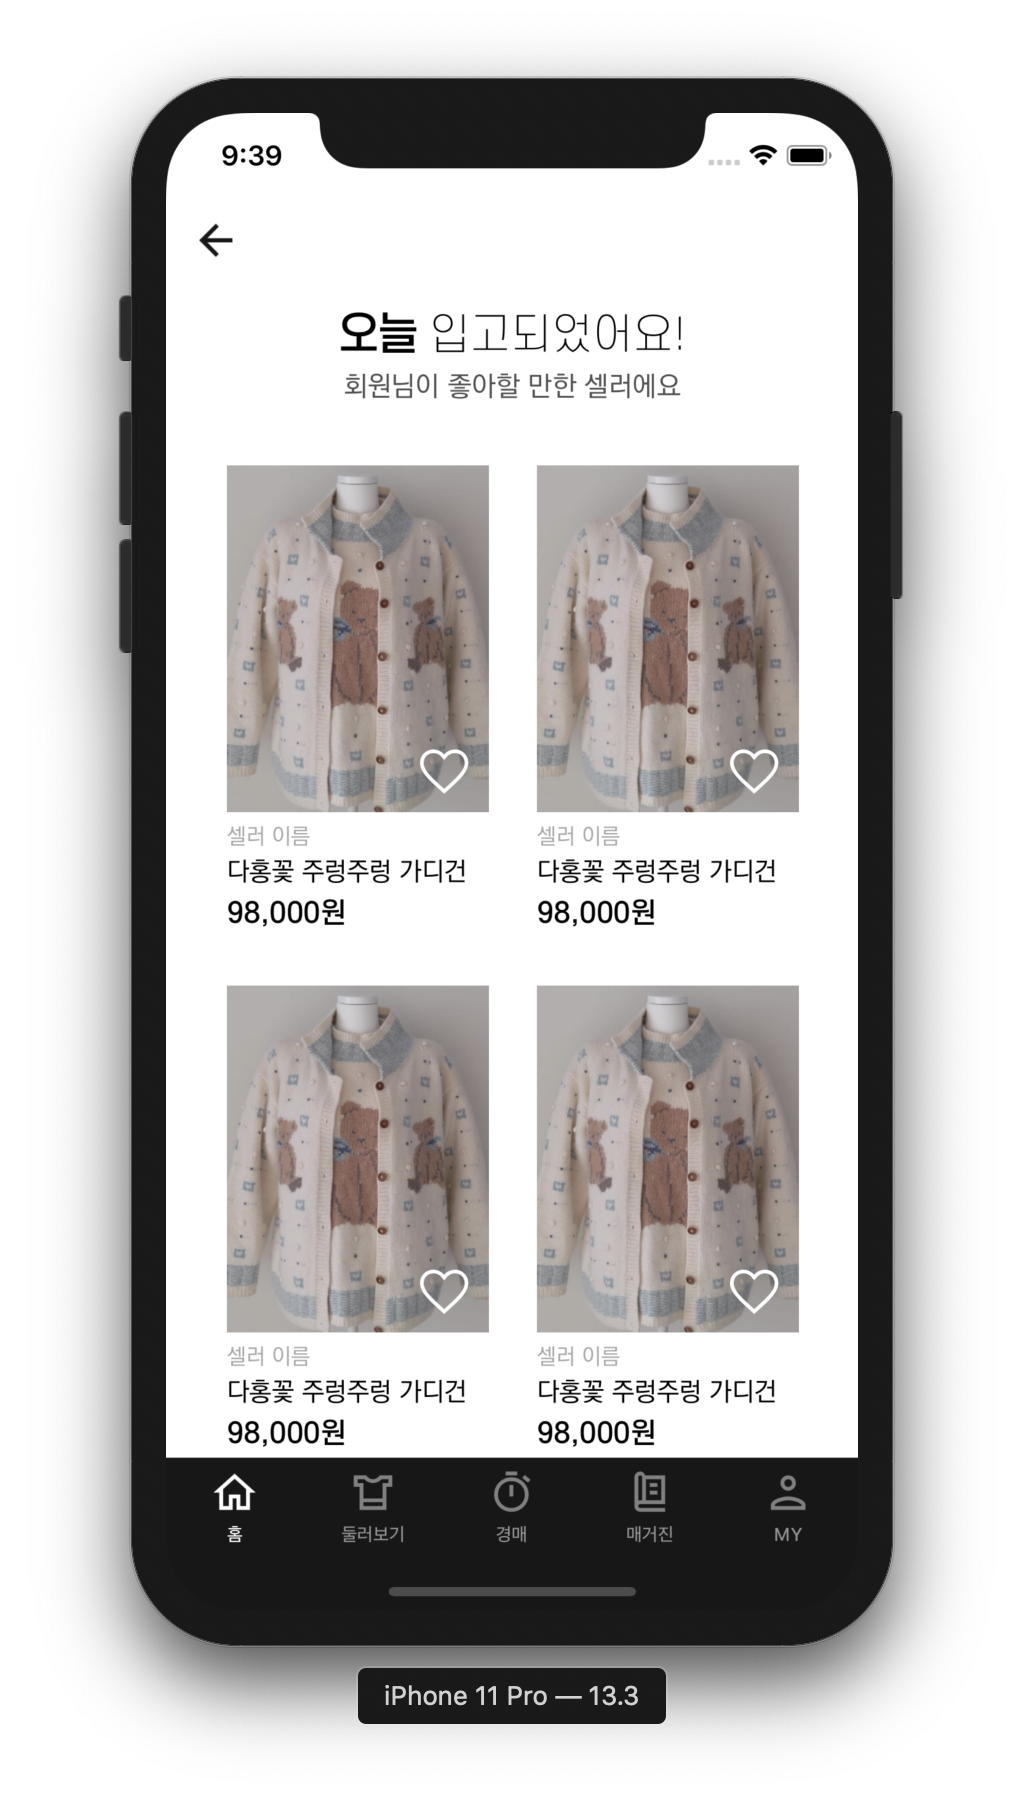 9:39
오늘 입고되었어요!
회원님이 좋아할 만한 셀러에요
셀러 이름
다홍꽃 주렁주렁 가디건
98,000원
셀러 이름
다홍꽃 주렁주렁 가디건
98,000원
셀러 이름
다홍꽃 주렁주렁 가디건
98,000원
셀러 이름
다홍꽃 주렁주렁 가디건
98,000원
홈 둘러보기 경매 매거진 MY
iPhone 11 Pro — 13.3